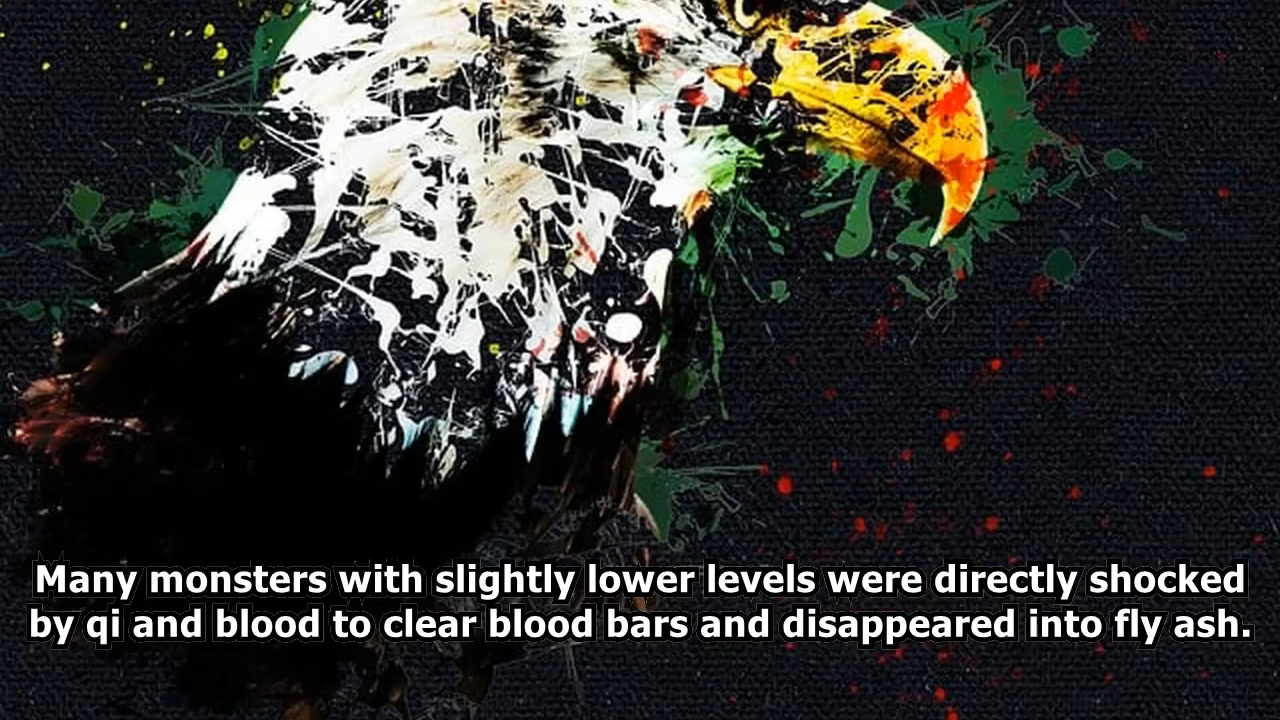 Many monsters with slightly lower levels were directly shocked
by qi and blood to clear blood bars and disappeared into fly ash.